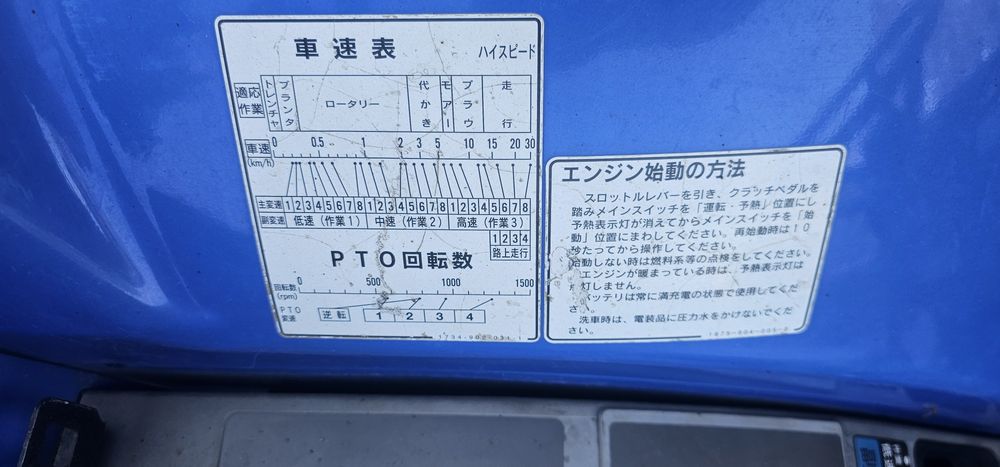 車速表 ハイスピード
適応作業 トレンチャ プランタ ロータリー 代かき モアー プラウ 走行
車速 0 0.5 1 2 3 5 10 15 20 30
(km/h)
主変速 1 2 3 4 5 6 7 8 1 2 3 4 5 6 7 8 1 2 3 4 5 6 7 8
副変速 低速(作業1) 中速(作業2) 高速(作業3)
1 2 3 4
路上走行
PTO回転数
回転数 0 500 1000 1500
(rpm)
PTO変速 逆転 1 2 3 4
1734-902-031-1
エンジン始動の方法
スロットルレバーを引き、クラッチペダルを
踏みメインスイッチを「運転・予熱」位置にし
予熱表示灯が消えてからメインスイッチを「始
動」位置にまわしてください。再始動時は10
秒たってから操作してください。
始動しない時は燃料系等の点検をしてください。
エンジンが暖まっている時は、予熱表示灯は
灯しません。
バッテリは常に満充電の状態で使用してくだ
さい。
洗車時は、電装品に圧力水をかけないでくだ
さい。